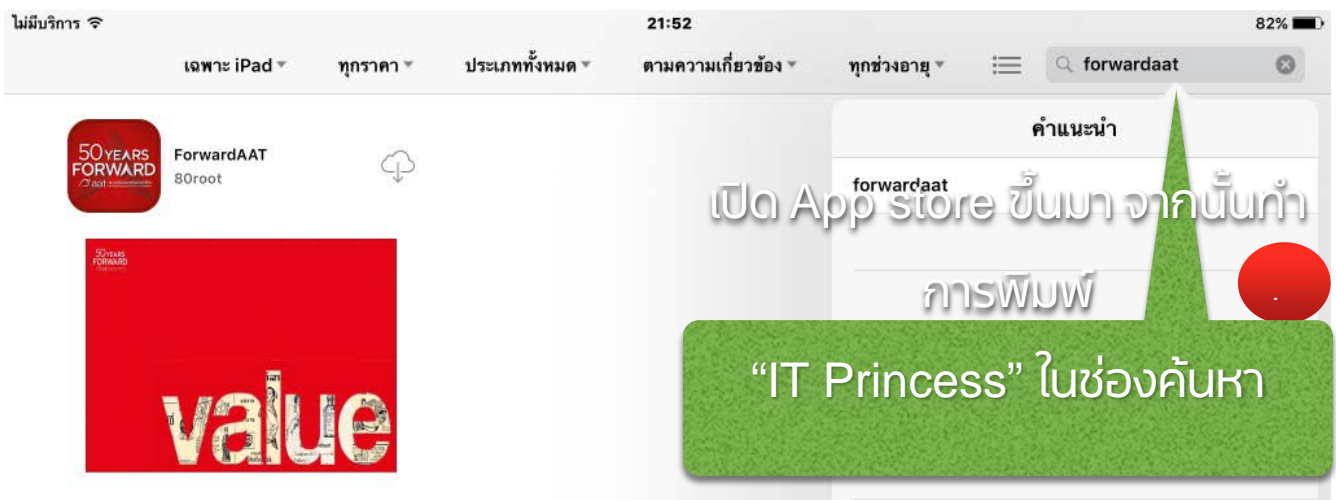 ไม่มีบริการ 21:52 82%
เฉพาะ iPad ทุกราคา ประเภททั้งหมด ตามความเกี่ยวข้อง ทุกช่วงอายุ forwardaat
คำแนะนำ
50 YEARS
FORWARD
aat
ForwardAAT
80root
forwardaat
เปิด App store ขึ้นมา จากนั้นทำ
การพิมพ์
.
“IT Princess” ในช่องค้นหา
50YEARS
FORWARD
value